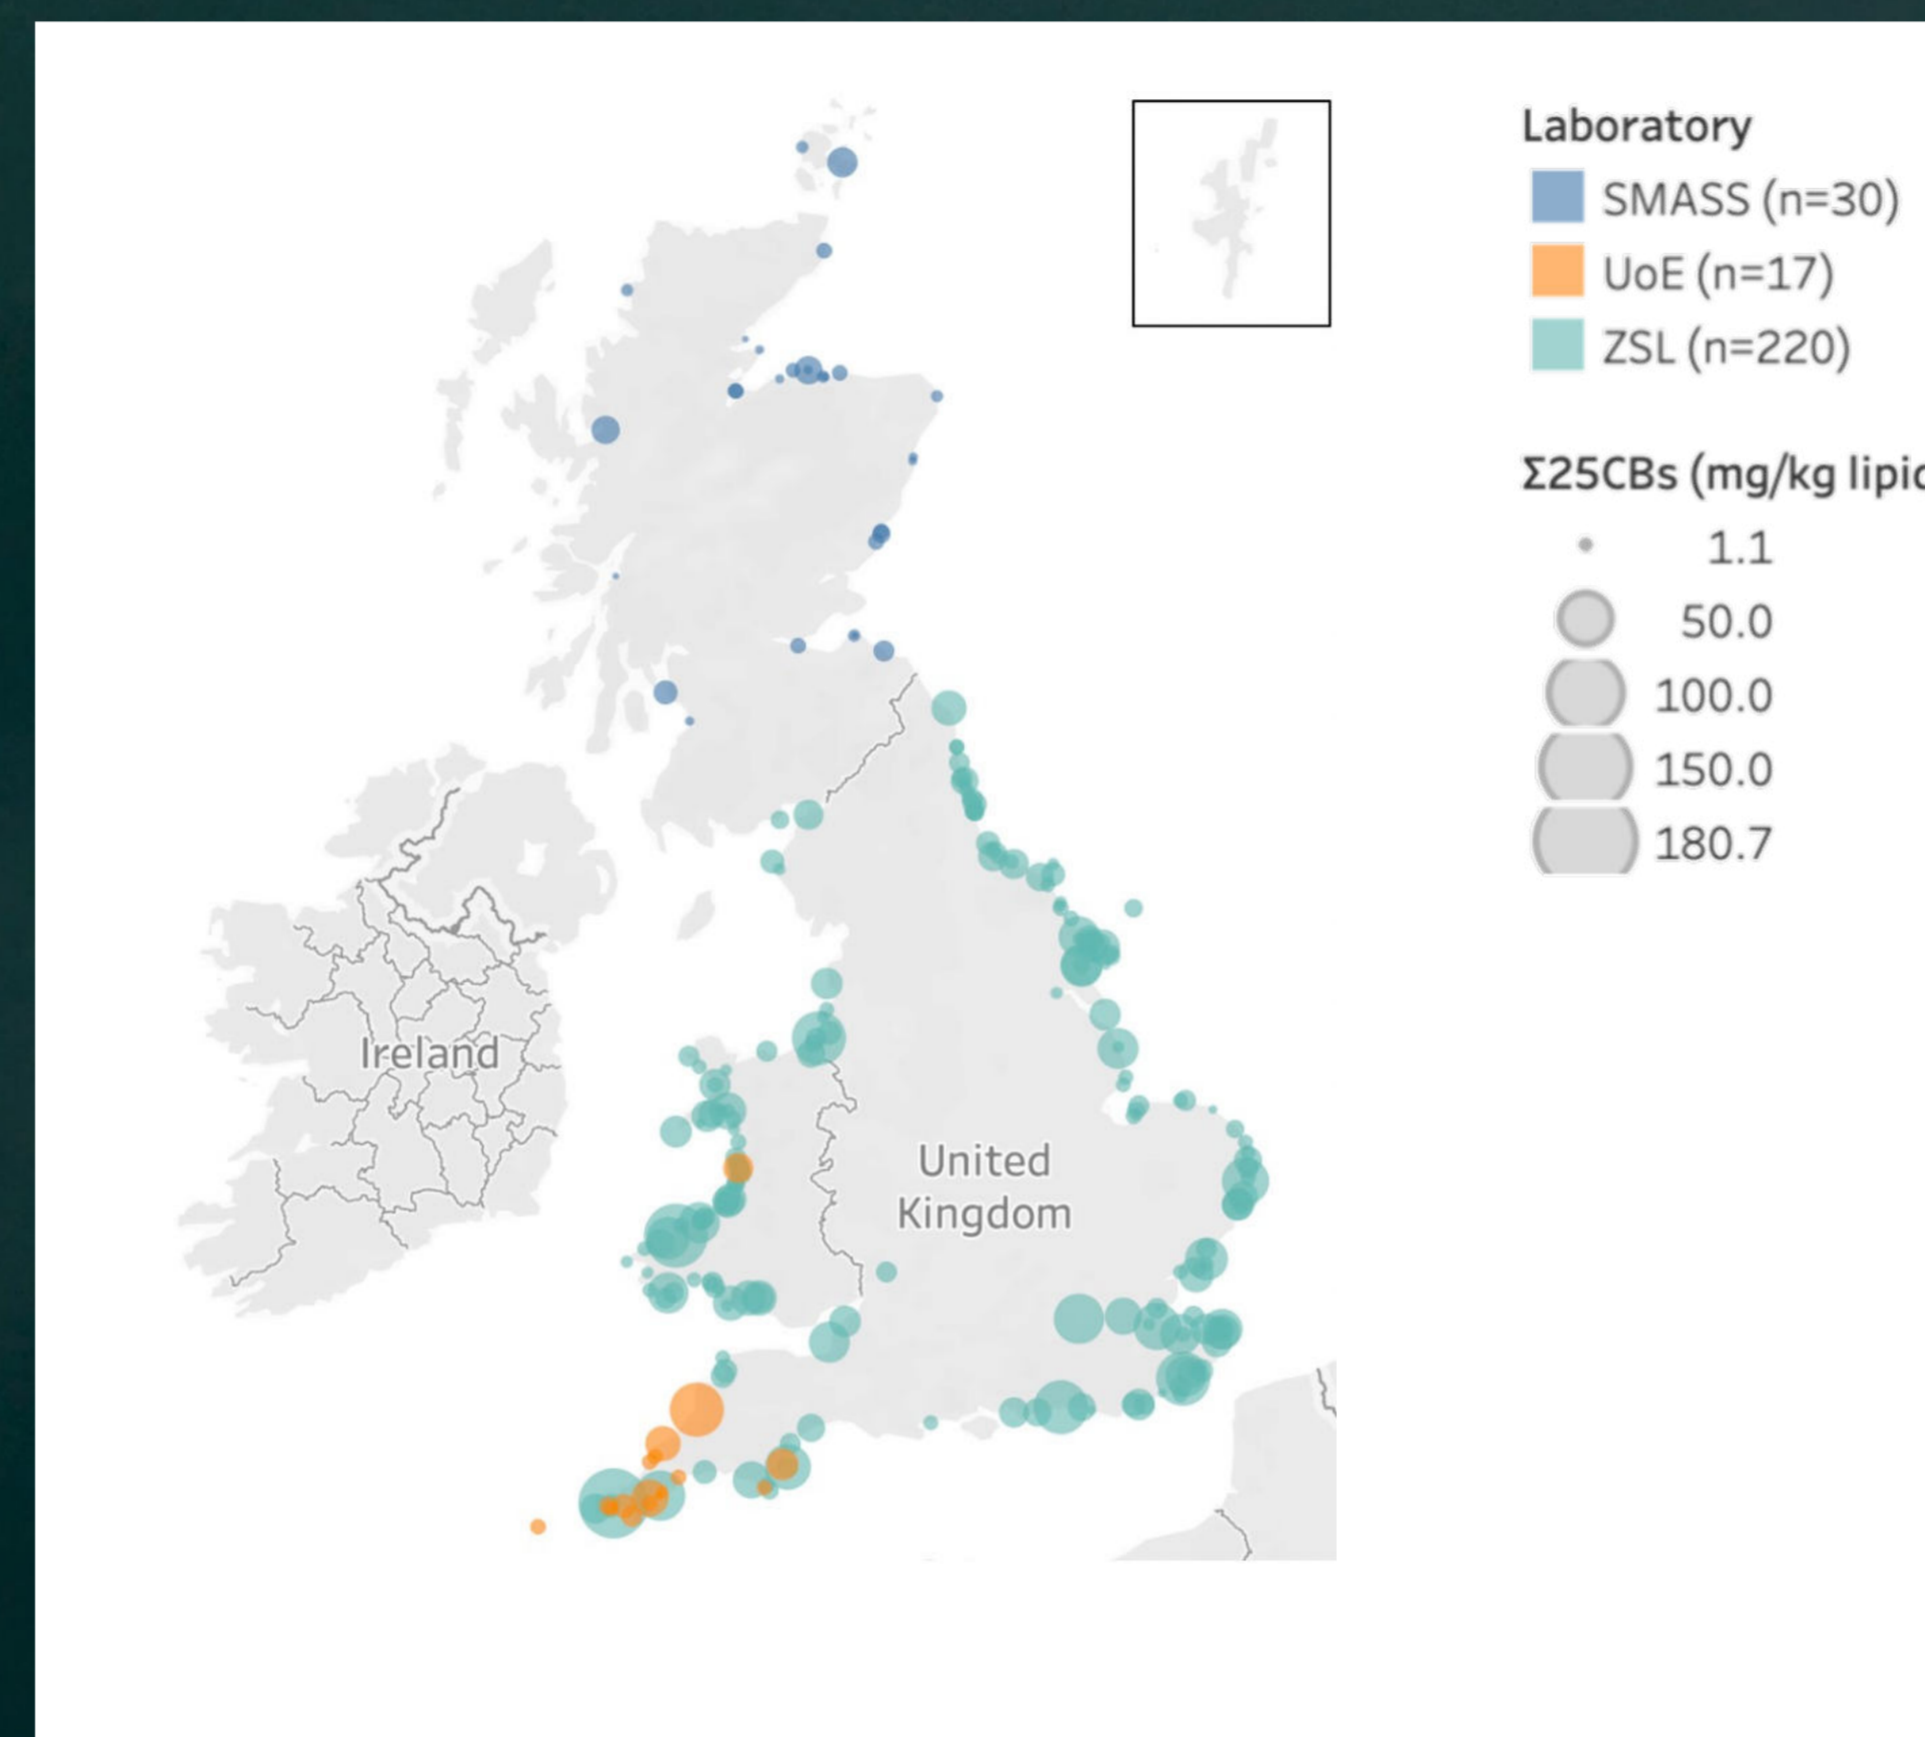 Laboratory
SMASS (n=30)
UoE (n=17)
ZSL (n=220)
Σ25CBs (mg/kg lipid
1.1
50.0
100.0
150.0
180.7
Ireland
United
Kingdom